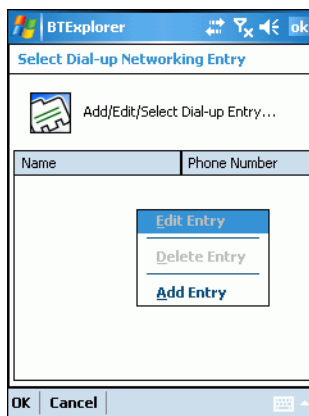 BTExplorer ok
Select Dial-up Networking Entry
Add/Edit/Select Dial-up Entry...
Name Phone Number
Edit Entry
Delete Entry
Add Entry
OK Cancel